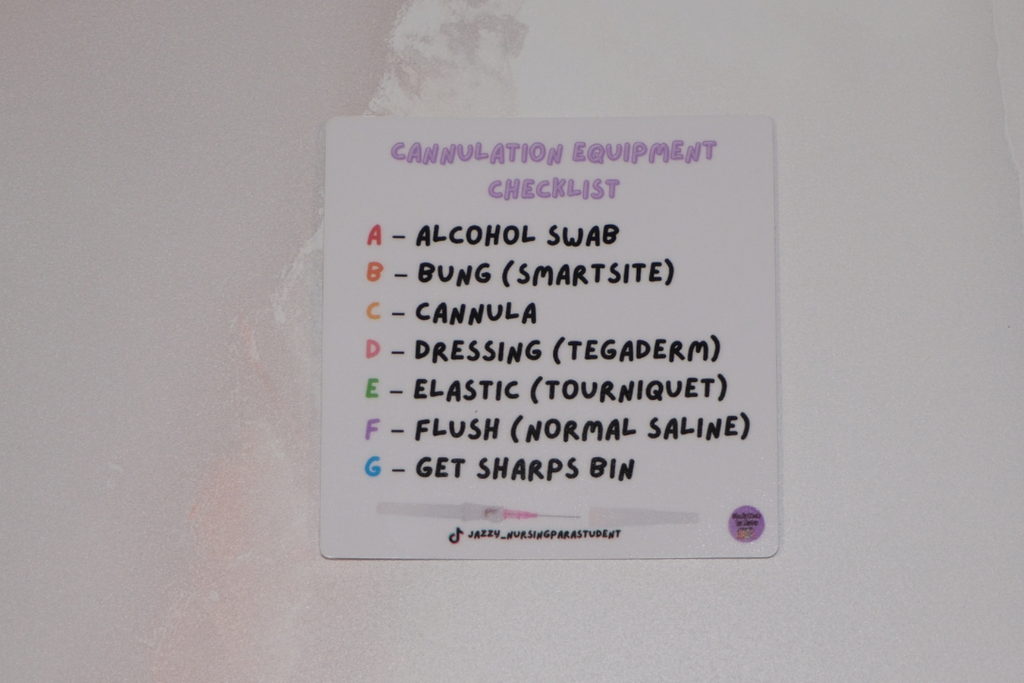 CANNULATION EQUIPMENT
CHECKLIST
A – ALCOHOL SWAB
B – BUNG (SMARTSITE)
C – CANNULA
D – DRESSING (TEGADERM)
E – ELASTIC (TOURNIQUET)
F – FLUSH (NORMAL SALINE)
G – GET SHARPS BIN
JAZZY_NURSINGPARASTUDENT